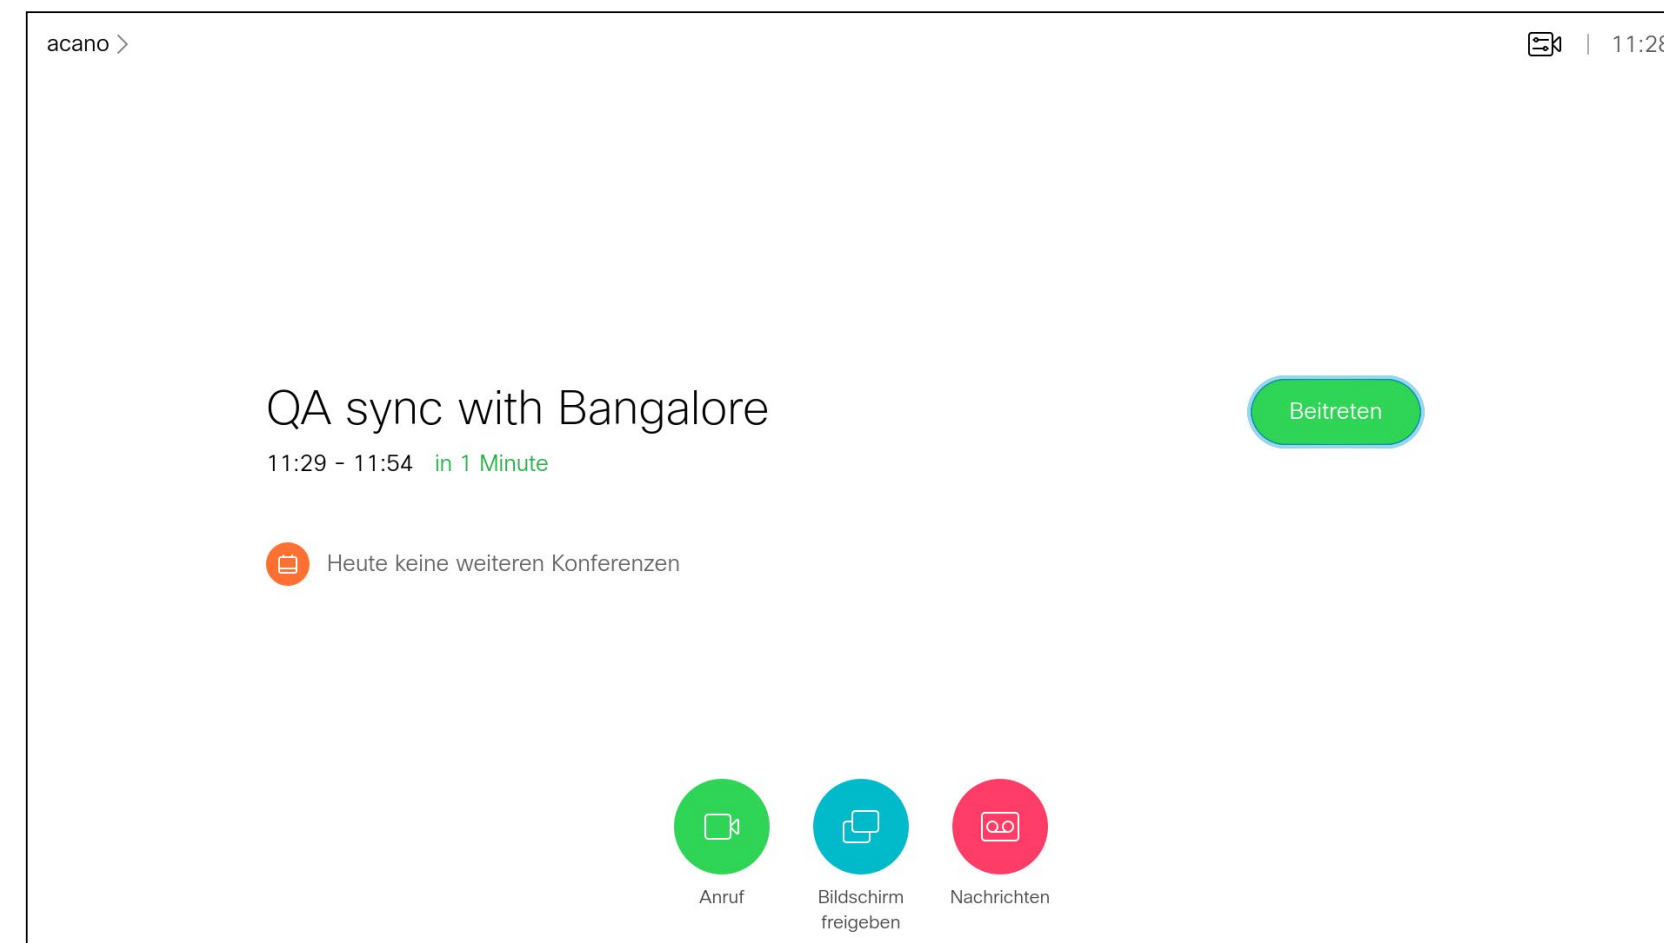 acano
11:28
QA sync with Bangalore
Beitreten
11:29 - 11:54 in 1 Minute
Heute keine weiteren Konferenzen
Anruf
Bildschirm
freigeben
Nachrichten